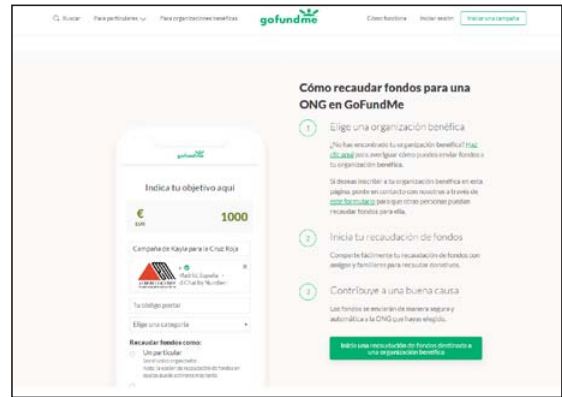 Buscar
Para particulares
Para organizaciones benéficas
gofundme
Cómo funciona
Iniciar sesión
Iniciar una campaña
Cómo recaudar fondos para una
ONG en GoFundMe
1 Elige una organización benéfica
¿No has encontrado tu organización benéfica? Haz
clic aquí para averiguar cómo puedes enviar fondos a
tu organización benéfica.
Si deseas inscribir a tu organización benéfica en esta
página, ponte en contacto con nosotros a través de
este formulario para que otras personas puedan
recaudar fondos para ella.
2 Inicia tu recaudación de fondos
Comparte fácilmente tu recaudación de fondos con
amigos y familiares para recaudar donativos.
3 Contribuye a una buena causa
Los fondos se enviarán de manera segura y
automática a la ONG que hayas elegido.
Inicia una recaudación de fondos destinada a
una organización benéfica
gofundme
Indica tu objetivo aquí
€
EUR
1000
Campaña de Kayla para la Cruz Roja
Madrid, España
Charity Number
Tu código postal
Elige una categoría
Recaudar fondos como:
Un particular